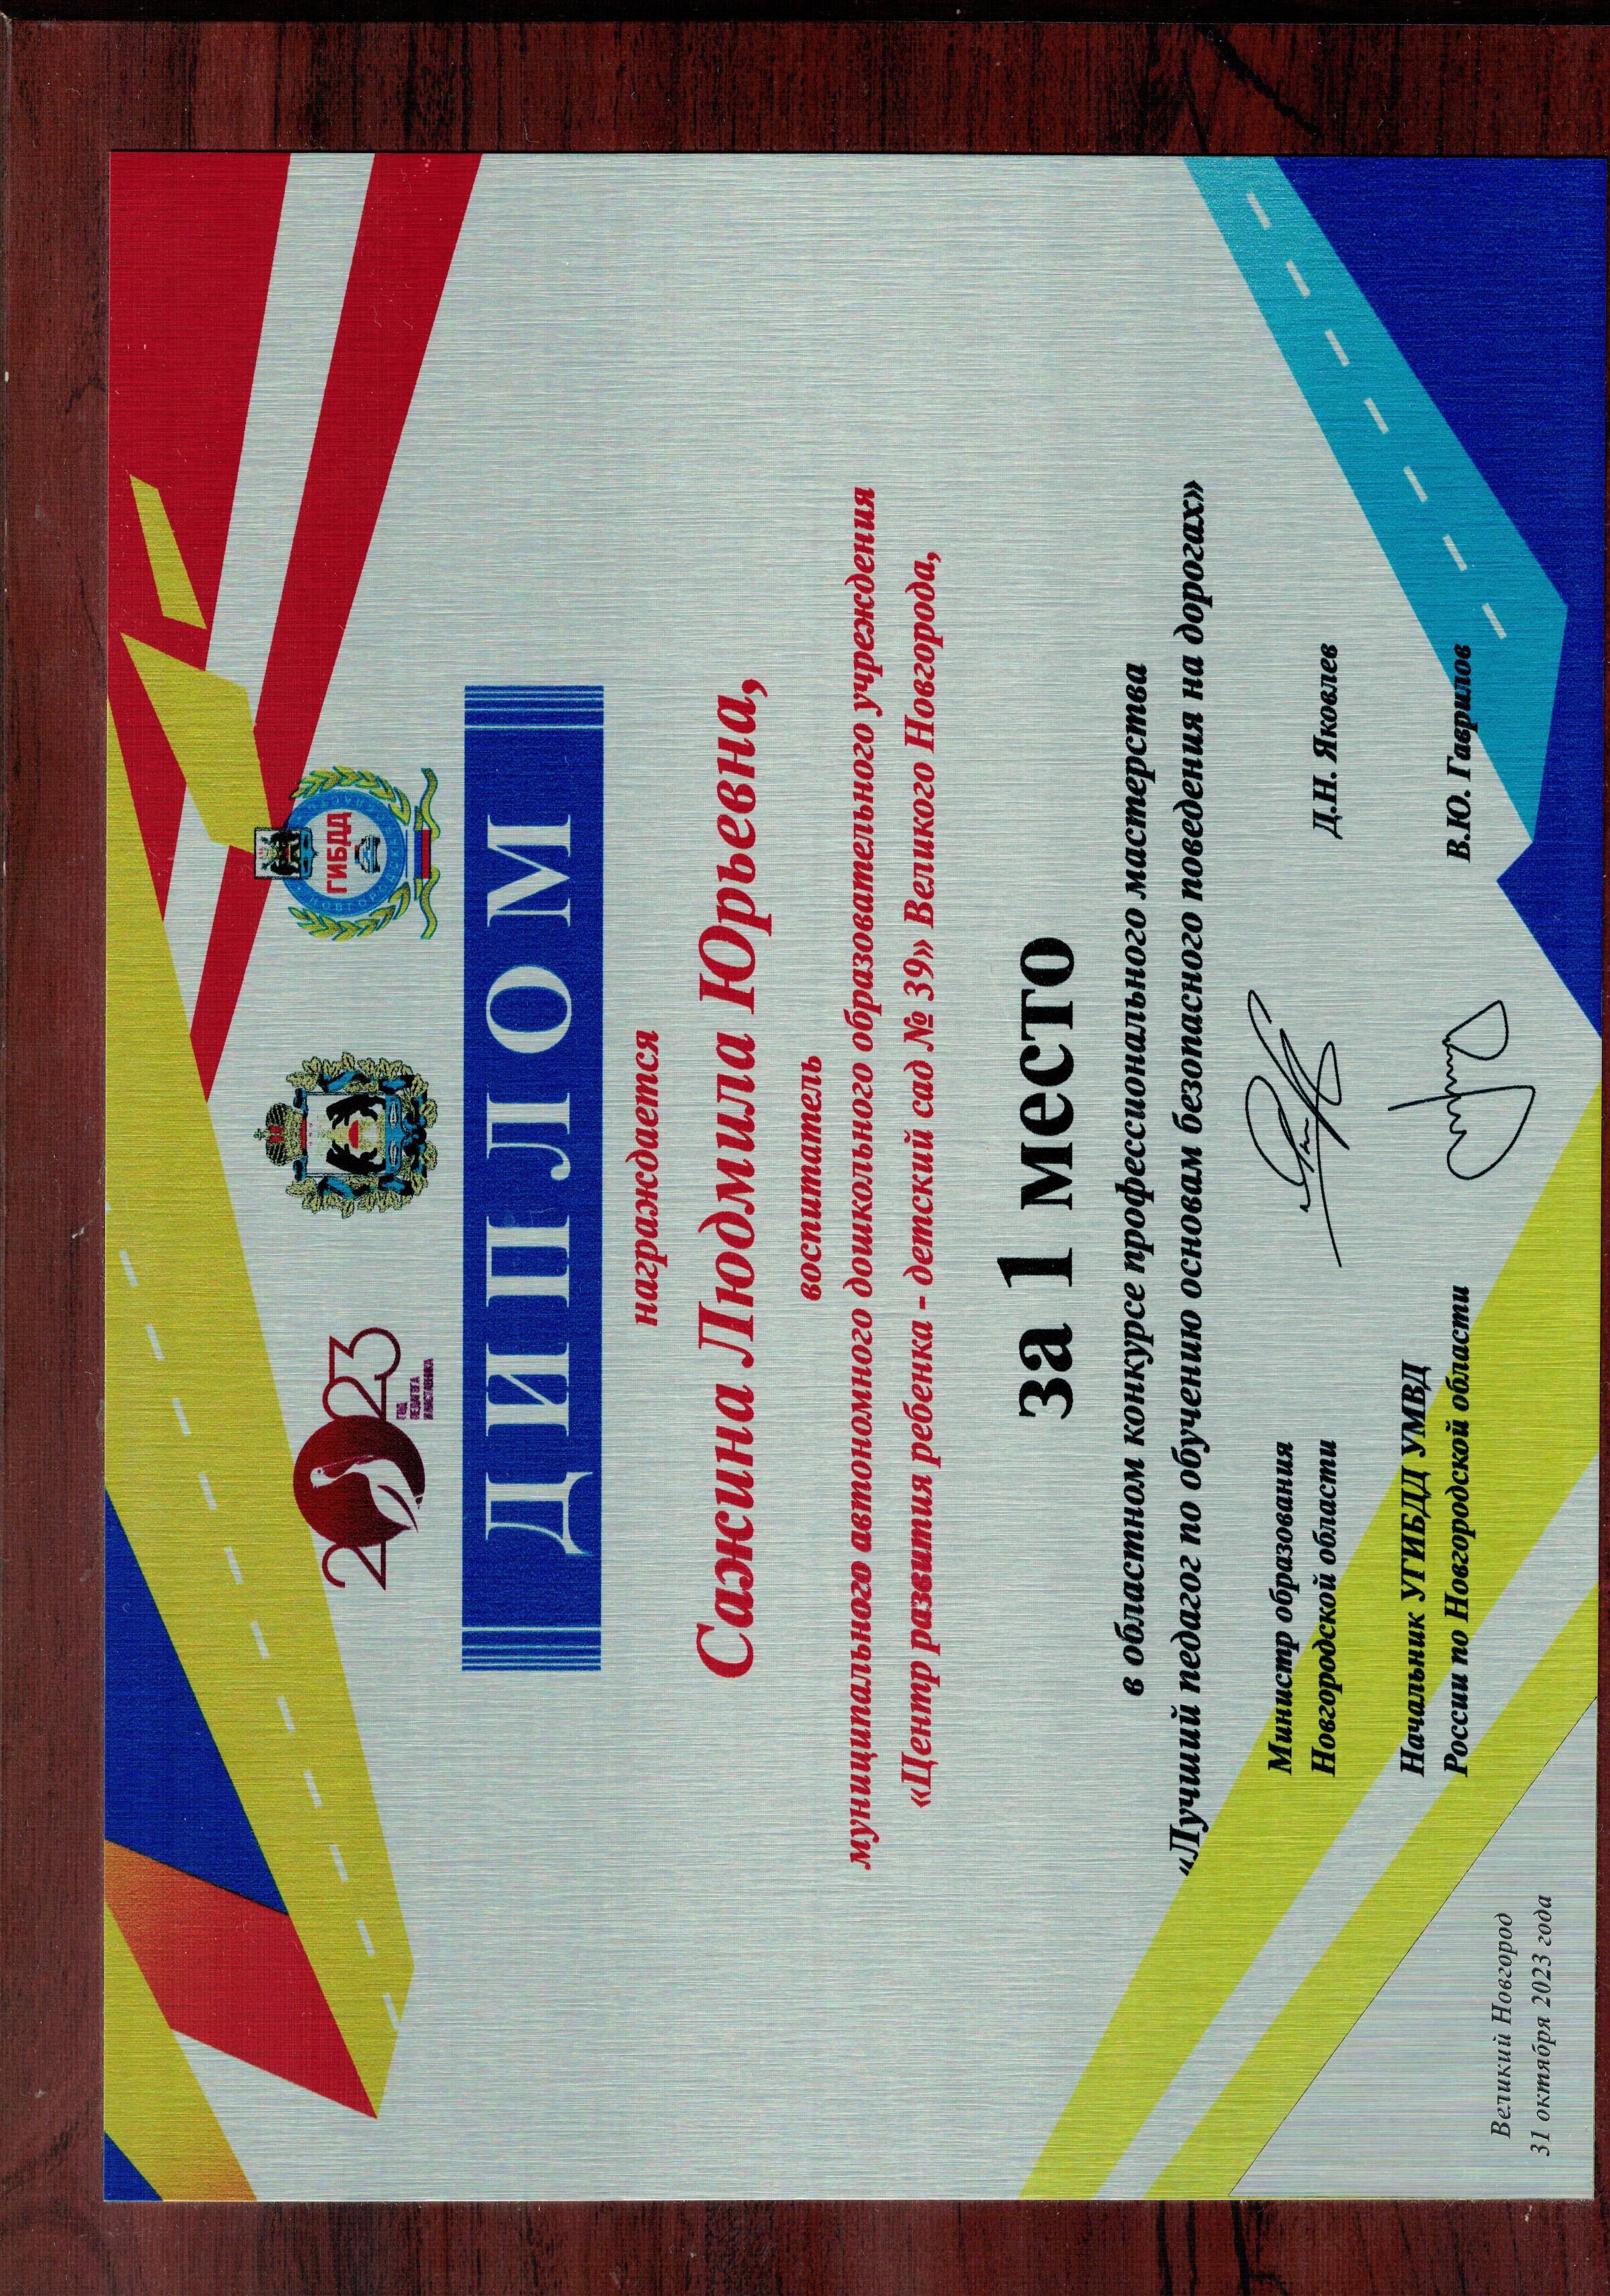 2023
ГОД
ПЕДАГОГА
И НАСТАВНИКА
ГИБДД
ДИПЛОМ
награждается
Сажина Людмила Юрьевна,
воспитатель
муниципального автономного дошкольного образовательного учреждения
«Центр развития ребенка - детский сад № 39» Великого Новгорода,
за 1 место
в областном конкурсе профессионального мастерства
«Лучший педагог по обучению основам безопасного поведения на дорогах»
Министр образования
Новгородской области
Д.Н. Яковлев
Начальник УГИБДД УМВД
России по Новгородской области
В.Ю. Гаврилов
Великий Новгород
31 октября 2023 года